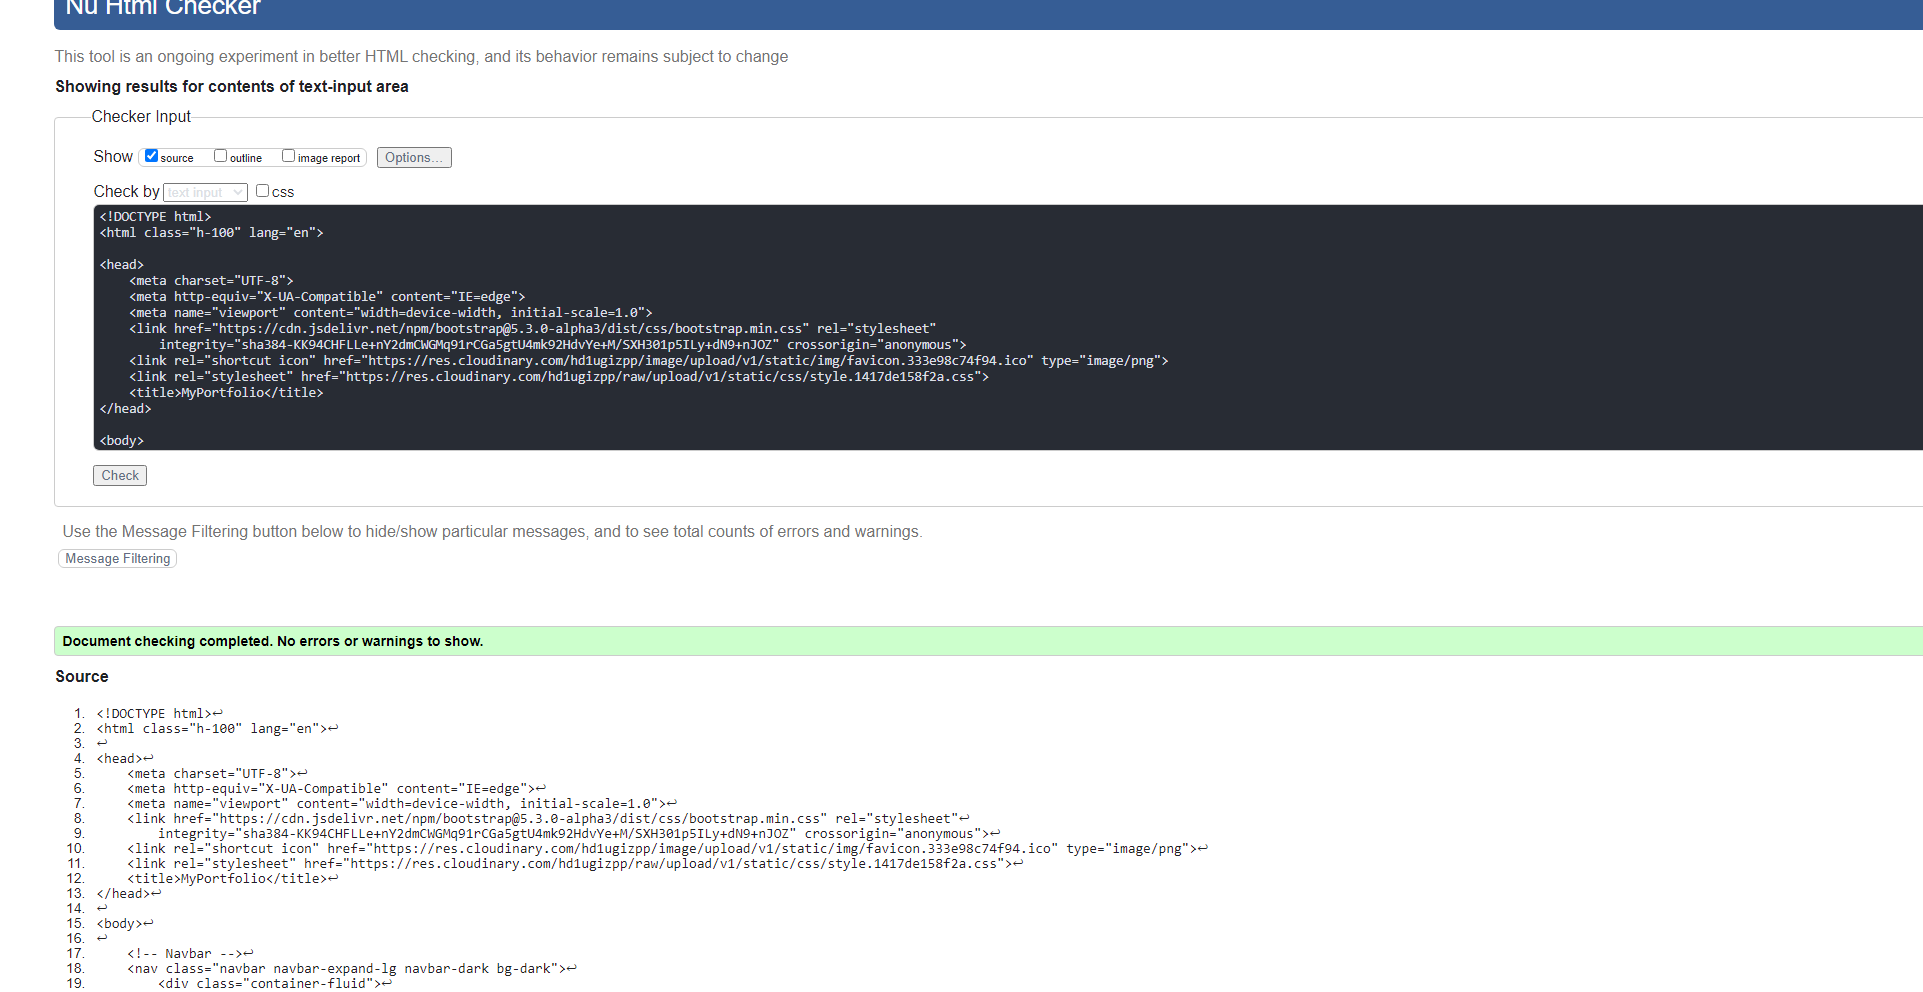 Nu Html Checker
This tool is an ongoing experiment in better HTML checking, and its behavior remains subject to change
Showing results for contents of text-input area
Checker Input
Show source outline image report Options...
Check by text input css
<!DOCTYPE html>
<html class="h-100" lang="en">
<head>
    <meta charset="UTF-8">
    <meta http-equiv="X-UA-Compatible" content="IE=edge">
    <meta name="viewport" content="width=device-width, initial-scale=1.0">
    <link href="https://cdn.jsdelivr.net/npm/bootstrap@5.3.0-alpha3/dist/css/bootstrap.min.css" rel="stylesheet"
        integrity="sha384-KK94CHFLLe+nY2dmCWGMq91rCGa5gtU4mk92HdvYe+M/SXH301p5ILy+dN9+nJOZ" crossorigin="anonymous">
    <link rel="shortcut icon" href="https://res.cloudinary.com/hd1ugizpp/image/upload/v1/static/img/favicon.333e98c74f94.ico" type="image/png">
    <link rel="stylesheet" href="https://res.cloudinary.com/hd1ugizpp/raw/upload/v1/static/css/style.1417de158f2a.css">
    <title>MyPortfolio</title>
</head>
<body>
Check
Use the Message Filtering button below to hide/show particular messages, and to see total counts of errors and warnings.
Message Filtering
Document checking completed. No errors or warnings to show.
Source
1. <!DOCTYPE html>↩
2. <html class="h-100" lang="en">↩
3. ↩
4. <head>↩
5.     <meta charset="UTF-8">↩
6.     <meta http-equiv="X-UA-Compatible" content="IE=edge">↩
7.     <meta name="viewport" content="width=device-width, initial-scale=1.0">↩
8.     <link href="https://cdn.jsdelivr.net/npm/bootstrap@5.3.0-alpha3/dist/css/bootstrap.min.css" rel="stylesheet"↩
9.         integrity="sha384-KK94CHFLLe+nY2dmCWGMq91rCGa5gtU4mk92HdvYe+M/SXH301p5ILy+dN9+nJOZ" crossorigin="anonymous">↩
10.     <link rel="shortcut icon" href="https://res.cloudinary.com/hd1ugizpp/image/upload/v1/static/img/favicon.333e98c74f94.ico" type="image/png">↩
11.     <link rel="stylesheet" href="https://res.cloudinary.com/hd1ugizpp/raw/upload/v1/static/css/style.1417de158f2a.css">↩
12.     <title>MyPortfolio</title>↩
13. </head>↩
14. ↩
15. <body>↩
16. ↩
17.     <!-- Navbar -->↩
18.     <nav class="navbar navbar-expand-lg navbar-dark bg-dark">↩
19.         <div class="container-fluid">↩